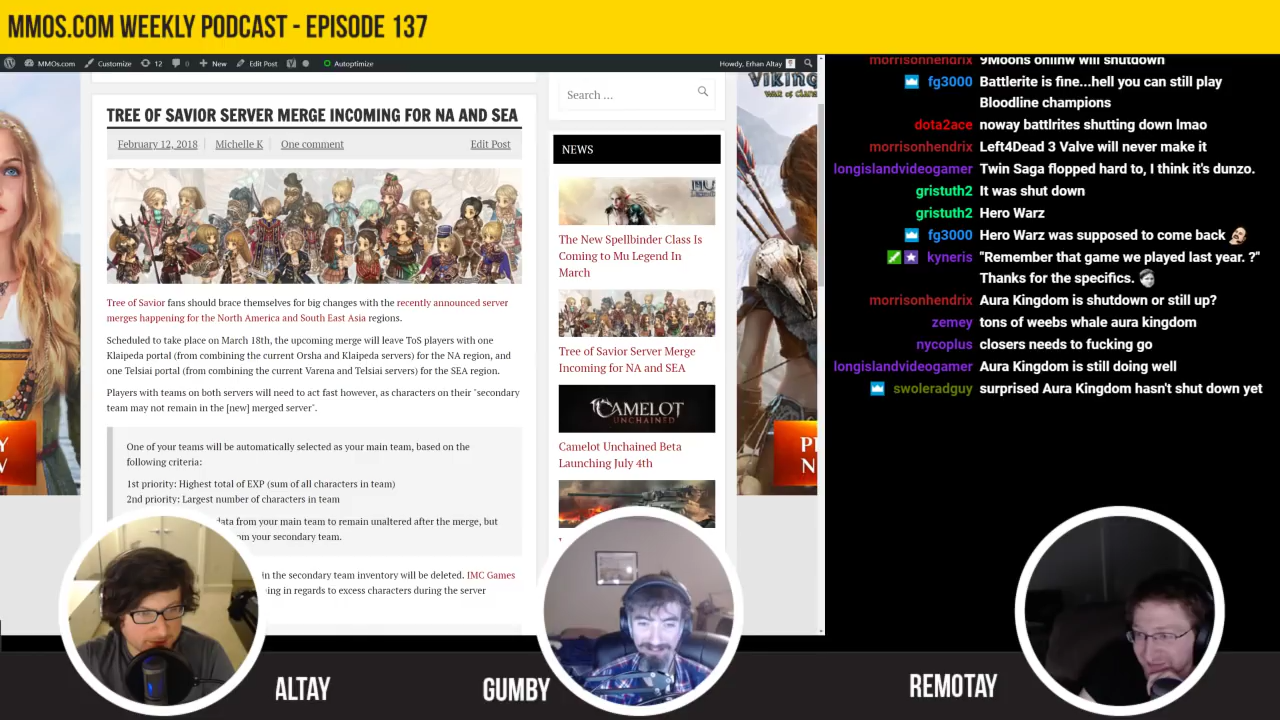 MMOS.COM WEEKLY PODCAST - EPISODE 137
MMOs.com Customize 12 0 New Edit Post Autoptimize
Howdy, Erhan Altay
TREE OF SAVIOR SERVER MERGE INCOMING FOR NA AND SEA
February 12, 2018 Michelle K One comment Edit Post
Tree of Savior fans should brace themselves for big changes with the recently announced server
merges happening for the North America and South East Asia regions.
Scheduled to take place on March 18th, the upcoming merge will leave ToS players with one
Klaipeda portal (from combining the current Orsha and Klaipeda servers) for the NA region, and
one Telsiai portal (from combining the current Varena and Telsiai servers) for the SEA region.
Players with teams on both servers will need to act fast however, as characters on their "secondary
team may not remain in the [new] merged server".
One of your teams will be automatically selected as your main team, based on the
following criteria:
1st priority: Highest total of EXP (sum of all characters in team)
2nd priority: Largest number of characters in team
data from your main team to remain unaltered after the merge, but
om your secondary team.
in the secondary team inventory will be deleted. IMC Games
ing in regards to excess characters during the server
Search ...
NEWS
The New Spellbinder Class Is
Coming to Mu Legend In
March
Tree of Savior Server Merge
Incoming for NA and SEA
CAMELOT
UNCHAINED
Camelot Unchained Beta
Launching July 4th
VIKING
WAR OF CLANS
Y
W
PL
N
morrisonhendrix 9Moons onlinw will shutdown
fg3000 Battlerite is fine...hell you can still play
Bloodline champions
dota2ace noway battlrites shutting down lmao
morrisonhendrix Left4Dead 3 Valve will never make it
longislandvideogamer Twin Saga flopped hard to, I think it's dunzo.
gristuth2 It was shut down
gristuth2 Hero Warz
fg3000 Hero Warz was supposed to come back
kyneris "Remember that game we played last year. ?"
Thanks for the specifics.
morrisonhendrix Aura Kingdom is shutdown or still up?
zemey tons of weebs whale aura kingdom
nycoplus closers needs to fucking go
longislandvideogamer Aura Kingdom is still doing well
swoleradguy surprised Aura Kingdom hasn't shut down yet
ALTAY
GUMBY
REMOTAY